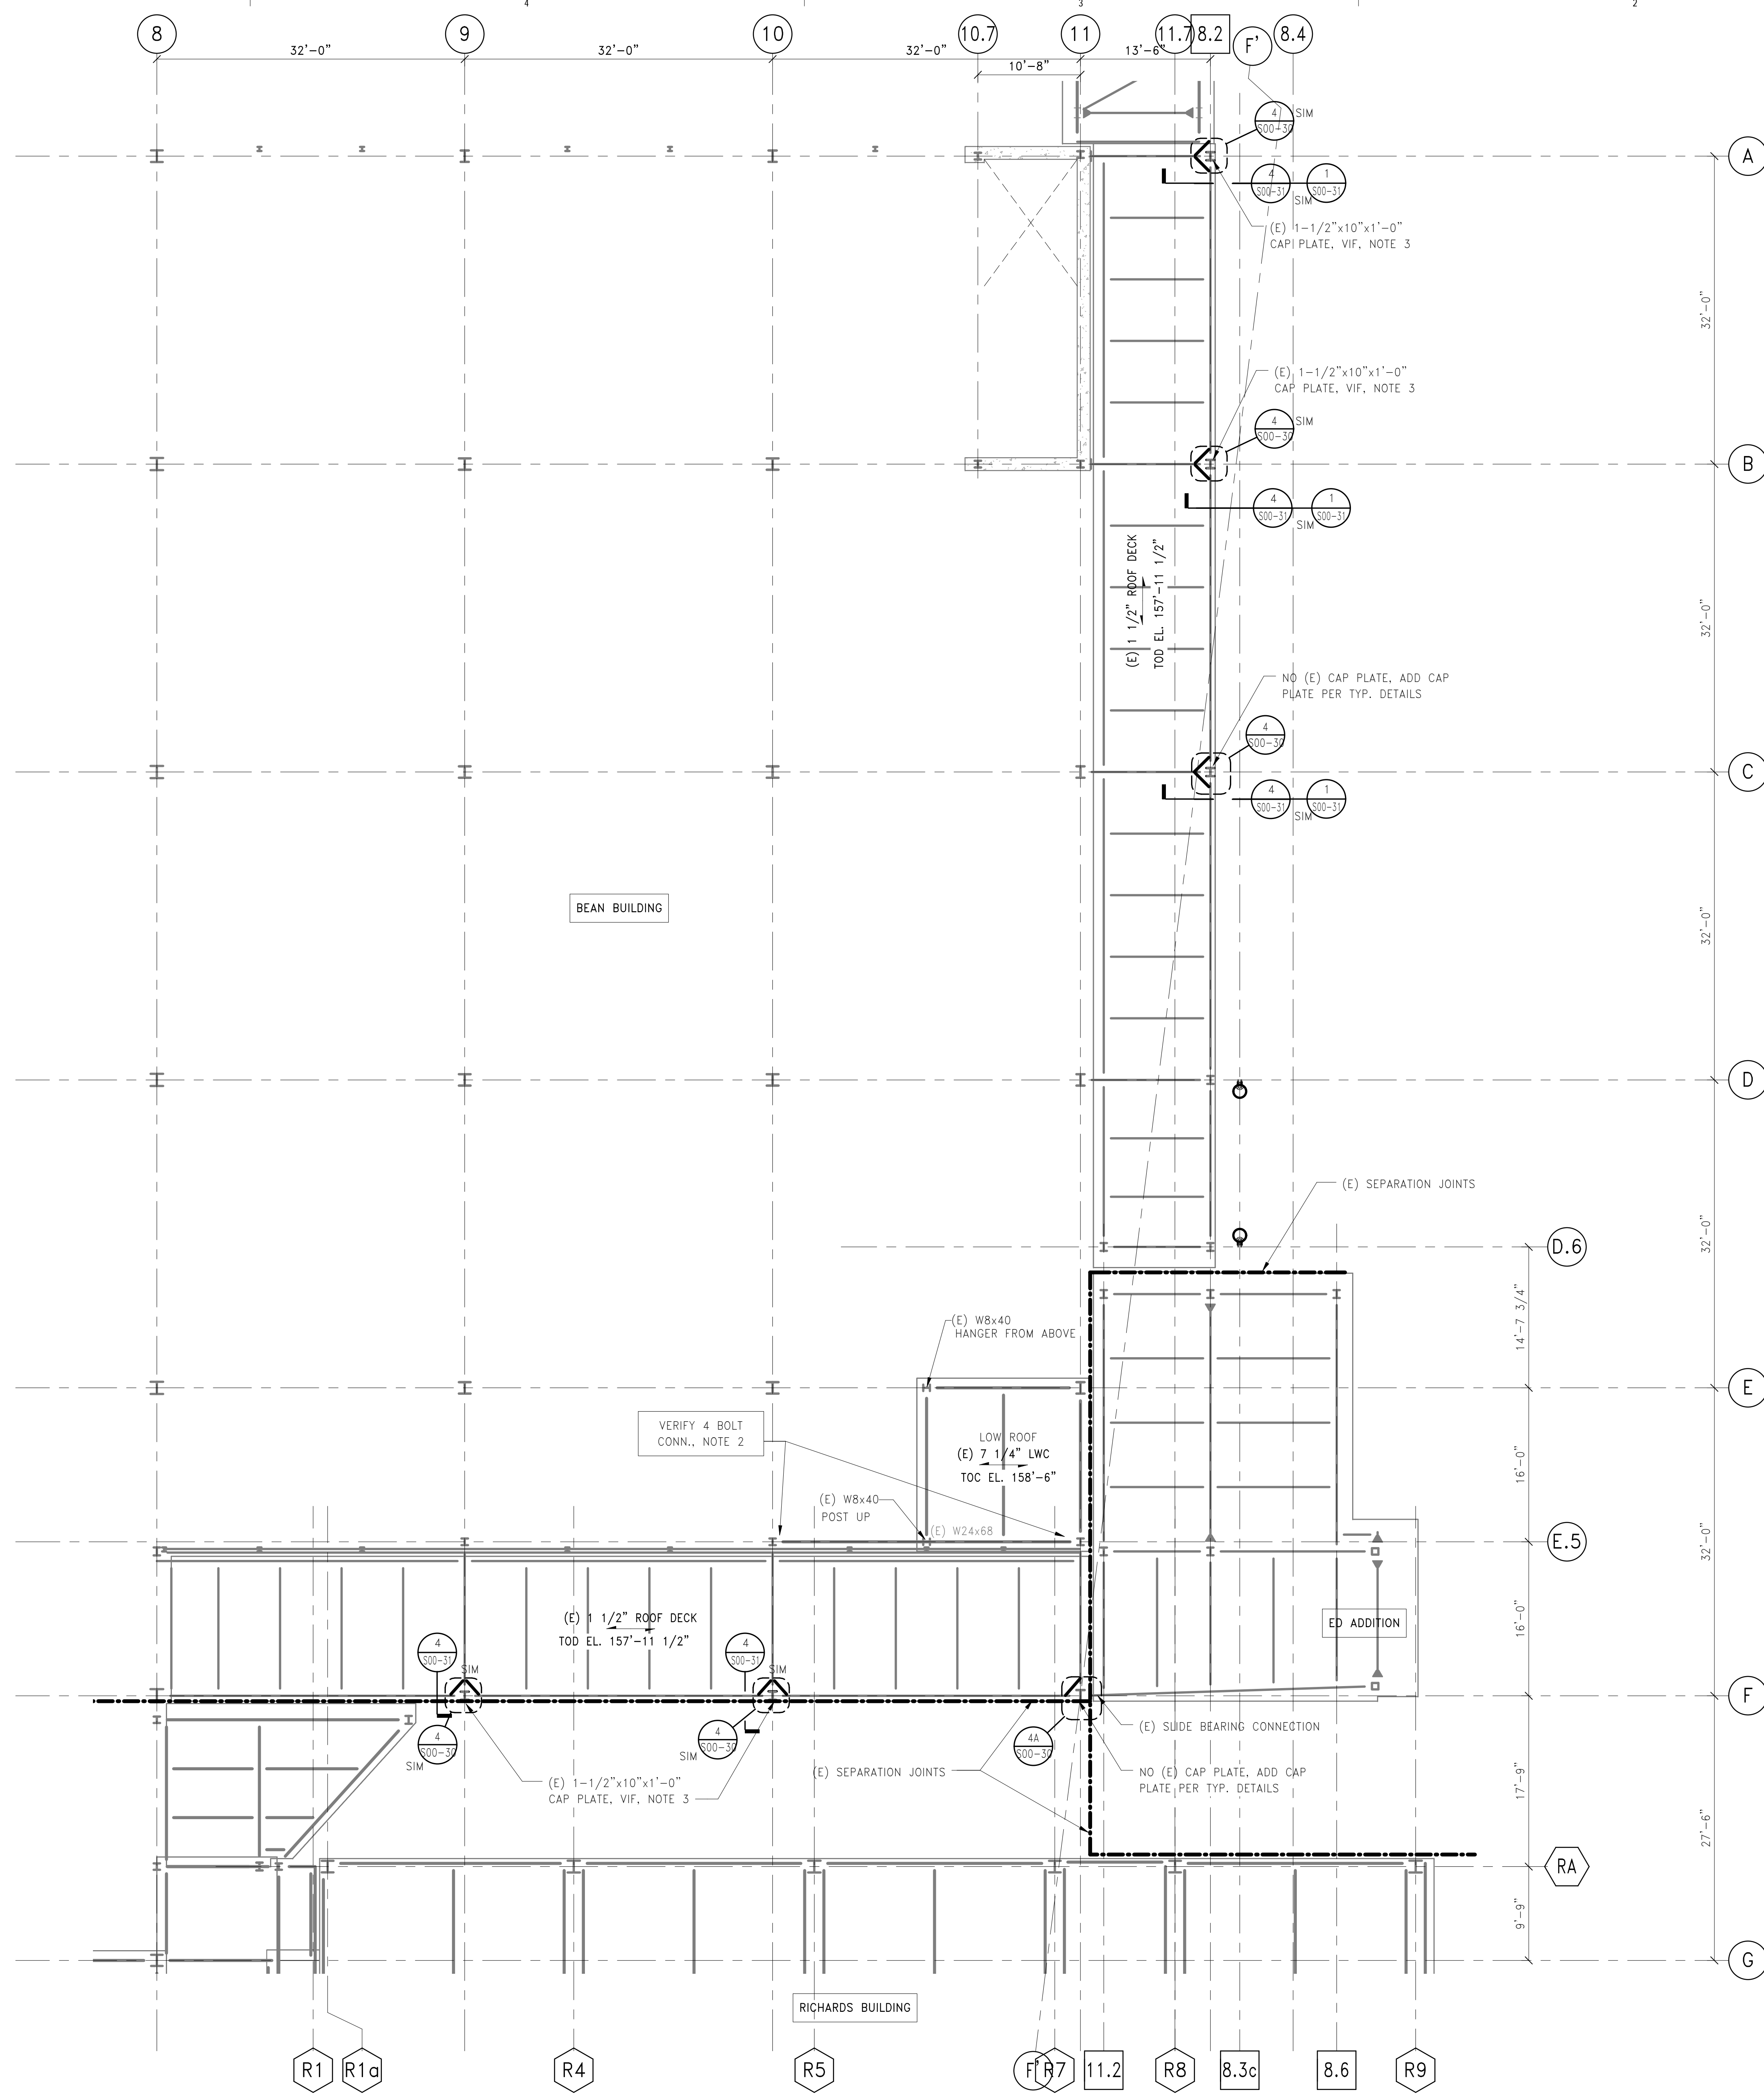 4
3
2
8
9
10
10.7
11
11.7
8.2
F'
8.4
32'-0"
32'-0"
32'-0"
13'-6"
10'-8"
4
S00-30
SIM
A
4
S00-31
1
S00-31
SIM
(E) 1-1/2"x10"x1'-0"
CAP PLATE, VIF, NOTE 3
32'-0"
(E) 1-1/2"x10"x1'-0"
CAP PLATE, VIF, NOTE 3
4
S00-30
SIM
B
4
S00-31
1
S00-31
SIM
(E) 1 1/2" ROOF DECK
TOD EL. 157'-11 1/2"
32'-0"
NO (E) CAP PLATE, ADD CAP
PLATE PER TYP. DETAILS
4
S00-30
C
4
S00-31
1
S00-31
SIM
BEAN BUILDING
32'-0"
D
(E) SEPARATION JOINTS
32'-0"
D.6
14'-7 3/4"
(E) W8x40
HANGER FROM ABOVE
E
VERIFY 4 BOLT
CONN., NOTE 2
LOW ROOF
(E) 7 1/4" LWC
TOC EL. 158'-6"
16'-0"
(E) W8x40
POST UP
(E) W24x68
32'-0"
E.5
(E) 1 1/2" ROOF DECK
TOD EL. 157'-11 1/2"
ED ADDITION
16'-0"
4
S00-31
SIM
4
S00-31
SIM
F
4
S00-30
SIM
4
S00-30
SIM
4A
S00-30
(E) SLIDE BEARING CONNECTION
(E) SEPARATION JOINTS
NO (E) CAP PLATE, ADD CAP
PLATE PER TYP. DETAILS
(E) 1-1/2"x10"x1'-0"
CAP PLATE, VIF, NOTE 3
17'-9"
27'-6"
RA
9'-9"
G
RICHARDS BUILDING
R1
R1a
R4
R5
F'
R7
11.2
R8
8.3c
8.6
R9